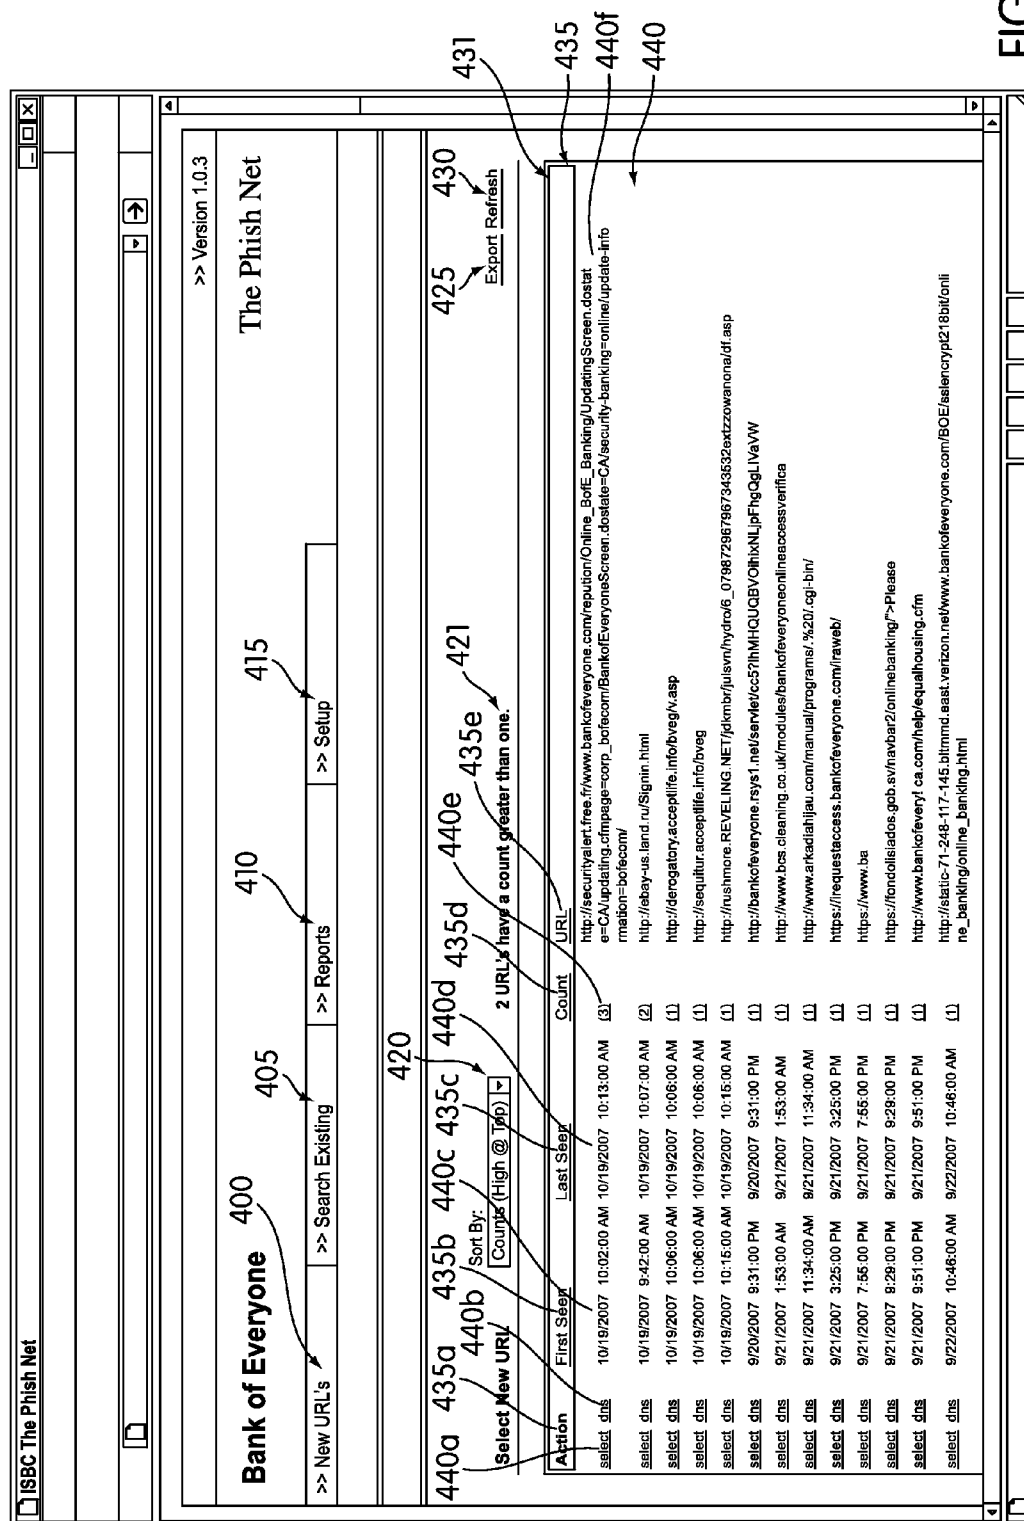 ISBC The Phish Net
>> Version 1.0.3
Bank of Everyone
The Phish Net
400
405
410
415
>> New URL's
>> Search Existing
>> Reports
>> Setup
420
421
425
430
431
Select New URL
Sort By:
Counts (High @ Top)
2 URL's have a count greater than one.
Export Refresh
440a
435a
440b
435b
440c
435c
440d
435d
440e
435e
435
440f
440
Action First Seen Last Seen Count URL
select dns 10/19/2007 10:02:00 AM 10/19/2007 10:13:00 AM (3) http://securityalert.free.fr/www.bankofeveryone.com/repution/Online_BofE_Banking/UpdatingScreen.dostat
e=CA/updating.cfmpage=corp_bofecom/BankofEveryoneScreen.dostate=CA/security-banking=online/update-info
rmation=bofecom/
select dns 10/19/2007 9:42:00 AM 10/19/2007 10:07:00 AM (2) http://ebay-us.land.ru/Signin.html
select dns 10/19/2007 10:06:00 AM 10/19/2007 10:06:00 AM (1) http://derogatory.acceptlife.info/bveg/v.asp
select dns 10/19/2007 10:06:00 AM 10/19/2007 10:06:00 AM (1) http://sequitur.acceptlife.info/bveg
select dns 10/19/2007 10:15:00 AM 10/19/2007 10:15:00 AM (1) http://rushmore.REVELING.NET/jdkmbr/julsvn/hydro/6_079872967967343532extzzowanona/df.asp
select dns 9/20/2007 9:31:00 PM 9/20/2007 9:31:00 PM (1) http://bankofeveryone.rsys1.net/servlet/cc5?lhMHQUQBVOlhixNLjpFhgQgLlVaVW
select dns 9/21/2007 1:53:00 AM 9/21/2007 1:53:00 AM (1) http://www.bcs cleaning.co.uk/modules/bankofeveryoneonlineaccessverifica
select dns 9/21/2007 11:34:00 AM 9/21/2007 11:34:00 AM (1) http://www.arkadiahijau.com/manual/programs/.%20/.cgi-bin/
select dns 9/21/2007 3:25:00 PM 9/21/2007 3:25:00 PM (1) https://irequestaccess.bankofeveryone.com/iraweb/
select dns 9/21/2007 7:55:00 PM 9/21/2007 7:55:00 PM (1) https://www.ba
select dns 9/21/2007 9:29:00 PM 9/21/2007 9:29:00 PM (1) https://fondolisiados.gob.sv/navbar2/onlinebanking/">Please
select dns 9/21/2007 9:51:00 PM 9/21/2007 9:51:00 PM (1) http://www.bankofevery! ca.com/help/equalhousing.cfm
select dns 9/22/2007 10:46:00 AM 9/22/2007 10:46:00 AM (1) http://static-71-248-117-145.bltmmd.east.verizon.net/www.bankofeveryone.com/BOE/sslencrypt218bit/onli
ne_banking/online_banking.html
FIG